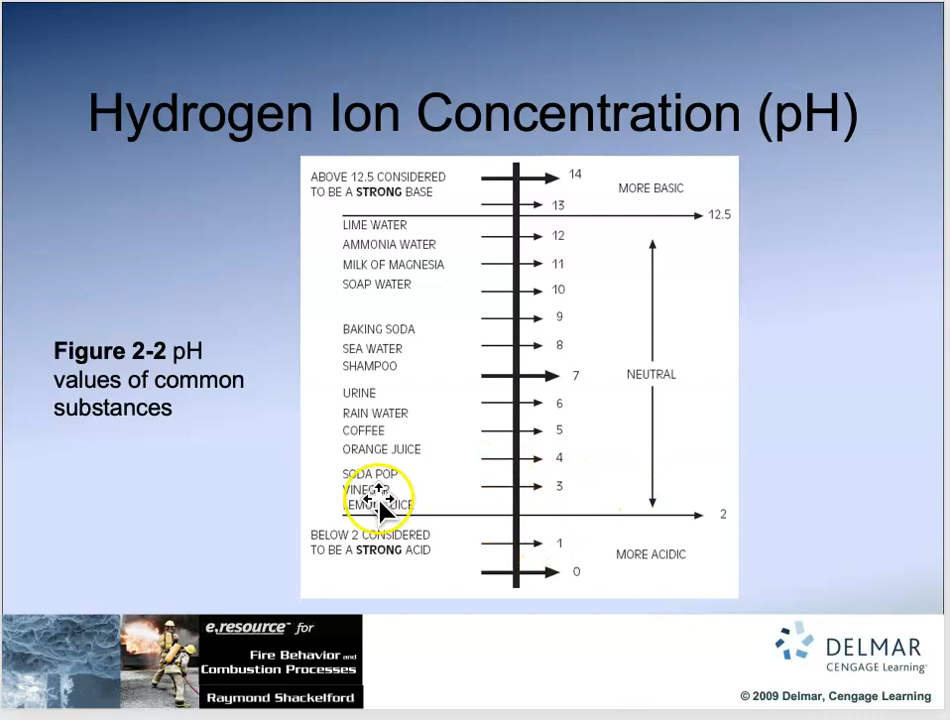 Hydrogen Ion Concentration (pH)
ABOVE 12.5 CONSIDERED
TO BE A STRONG BASE
14
MORE BASIC
13
12.5
LIME WATER
12
AMMONIA WATER
MILK OF MAGNESIA
11
SOAP WATER
10
9
BAKING SODA
8
SEA WATER
SHAMPOO
7
NEUTRAL
URINE
6
RAIN WATER
COFFEE
5
ORANGE JUICE
4
SODA POP
3
VINEGAR
LEMON JUICE
2
BELOW 2 CONSIDERED
TO BE A STRONG ACID
1
MORE ACIDIC
0
Figure 2-2 pH
values of common
substances
e.resource™ for
Fire Behavior and
Combustion Processes
Raymond Shackelford
DELMAR
CENGAGE Learning™
© 2009 Delmar, Cengage Learning